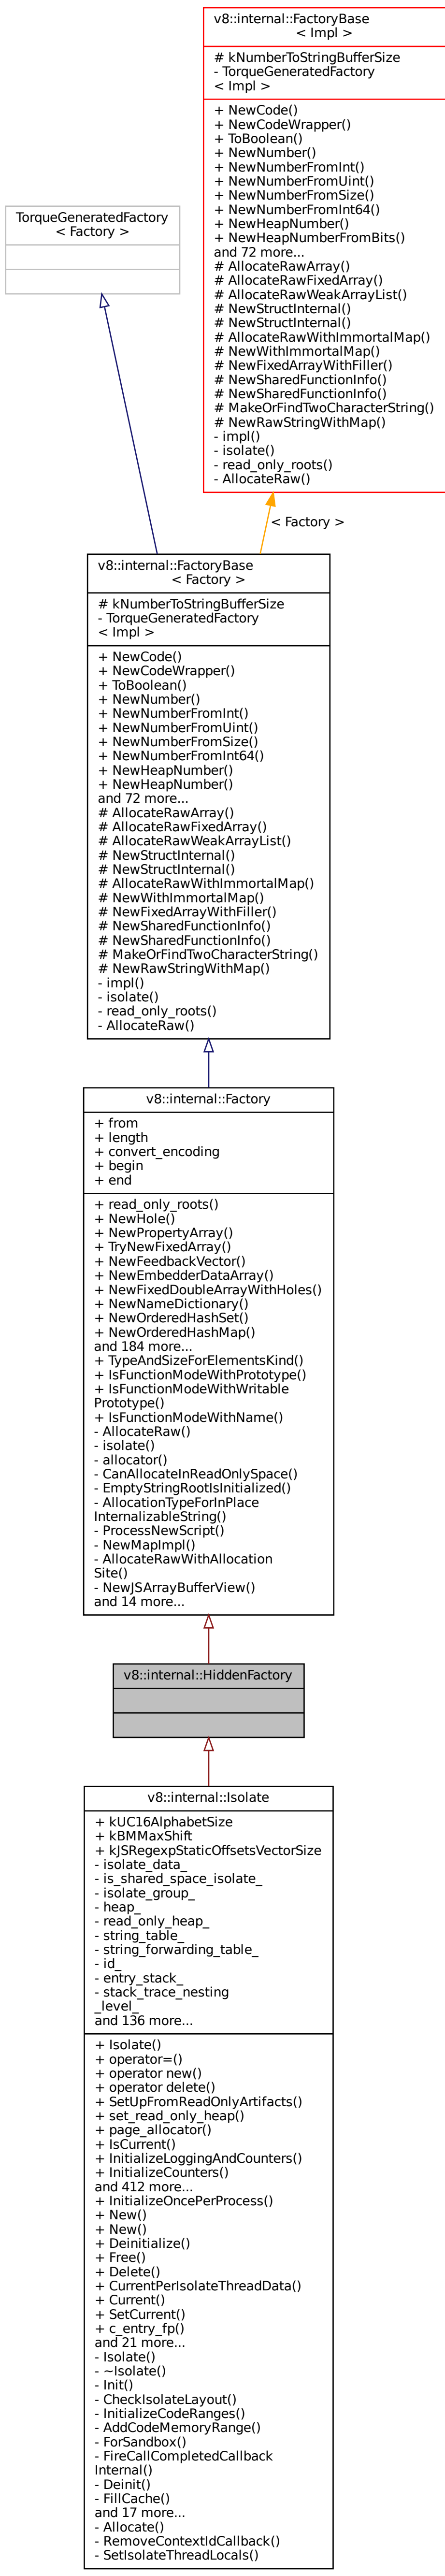 v8::internal::FactoryBase
< Impl >
# kNumberToStringBufferSize
- TorqueGeneratedFactory
< Impl >
+ NewCode()
+ NewCodeWrapper()
+ ToBoolean()
+ NewNumber()
+ NewNumberFromInt()
+ NewNumberFromUint()
+ NewNumberFromSize()
+ NewNumberFromInt64()
+ NewHeapNumber()
+ NewHeapNumberFromBits()
and 72 more...
# AllocateRawArray()
# AllocateRawFixedArray()
# AllocateRawWeakArrayList()
# NewStructInternal()
# NewStructInternal()
# AllocateRawWithImmortalMap()
# NewWithImmortalMap()
# NewFixedArrayWithFiller()
# NewSharedFunctionInfo()
# NewSharedFunctionInfo()
# MakeOrFindTwoCharacterString()
# NewRawStringWithMap()
- impl()
- isolate()
- read_only_roots()
- AllocateRaw()
TorqueGeneratedFactory
< Factory >
< Factory >
v8::internal::FactoryBase
< Factory >
# kNumberToStringBufferSize
- TorqueGeneratedFactory
< Impl >
+ NewCode()
+ NewCodeWrapper()
+ ToBoolean()
+ NewNumber()
+ NewNumberFromInt()
+ NewNumberFromUint()
+ NewNumberFromSize()
+ NewNumberFromInt64()
+ NewHeapNumber()
+ NewHeapNumber()
and 72 more...
# AllocateRawArray()
# AllocateRawFixedArray()
# AllocateRawWeakArrayList()
# NewStructInternal()
# NewStructInternal()
# AllocateRawWithImmortalMap()
# NewWithImmortalMap()
# NewFixedArrayWithFiller()
# NewSharedFunctionInfo()
# NewSharedFunctionInfo()
# MakeOrFindTwoCharacterString()
# NewRawStringWithMap()
- impl()
- isolate()
- read_only_roots()
- AllocateRaw()
v8::internal::Factory
+ from
+ length
+ convert_encoding
+ begin
+ end
+ read_only_roots()
+ NewHole()
+ NewPropertyArray()
+ TryNewFixedArray()
+ NewFeedbackVector()
+ NewEmbedderDataArray()
+ NewFixedDoubleArrayWithHoles()
+ NewNameDictionary()
+ NewOrderedHashSet()
+ NewOrderedHashMap()
and 184 more...
+ TypeAndSizeForElementsKind()
+ IsFunctionModeWithPrototype()
+ IsFunctionModeWithWritable
Prototype()
+ IsFunctionModeWithName()
- AllocateRaw()
- isolate()
- allocator()
- CanAllocateInReadOnlySpace()
- EmptyStringRootIsInitialized()
- AllocationTypeForInPlace
InternalizableString()
- ProcessNewScript()
- NewMapImpl()
- AllocateRawWithAllocation
Site()
- NewJSArrayBufferView()
and 14 more...
v8::internal::HiddenFactory
v8::internal::Isolate
+ kUC16AlphabetSize
+ kBMMaxShift
+ kJSRegexpStaticOffsetsVectorSize
- isolate_data_
- is_shared_space_isolate_
- isolate_group_
- heap_
- read_only_heap_
- string_table_
- string_forwarding_table_
- id_
- entry_stack_
- stack_trace_nesting
_level_
and 136 more...
+ Isolate()
+ operator=()
+ operator new()
+ operator delete()
+ SetUpFromReadOnlyArtifacts()
+ set_read_only_heap()
+ page_allocator()
+ IsCurrent()
+ InitializeLoggingAndCounters()
+ InitializeCounters()
and 412 more...
+ InitializeOncePerProcess()
+ New()
+ New()
+ Deinitialize()
+ Free()
+ Delete()
+ CurrentPerIsolateThreadData()
+ Current()
+ SetCurrent()
+ c_entry_fp()
and 21 more...
- Isolate()
- ~Isolate()
- Init()
- CheckIsolateLayout()
- InitializeCodeRanges()
- AddCodeMemoryRange()
- ForSandbox()
- FireCallCompletedCallback
Internal()
- Deinit()
- FillCache()
and 17 more...
- Allocate()
- RemoveContextIdCallback()
- SetIsolateThreadLocals()